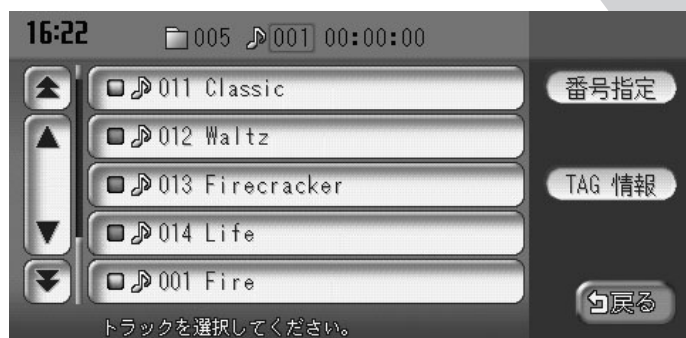 16:22 005 001 00:00:00
011 Classic
番号指定
012 Waltz
013 Firecracker
TAG 情報
014 Life
001 Fire
戻る
トラックを選択してください。